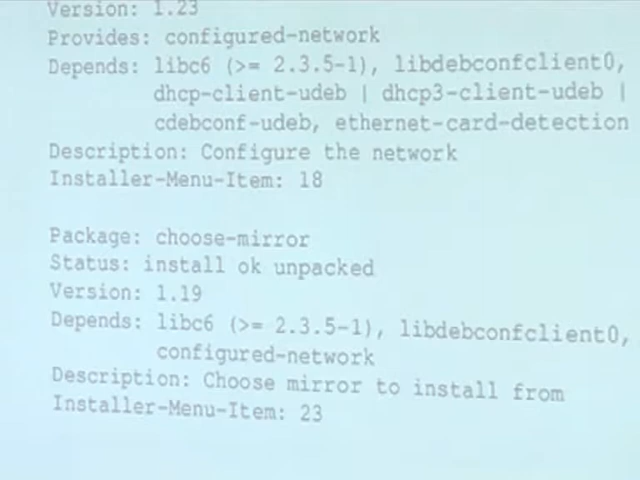 Version: 1.23
Provides: configured-network
Depends: libc6 (>= 2.3.5-1), libdebconfclient0,
dhcp-client-udeb | dhcp3-client-udeb |
cdebconf-udeb, ethernet-card-detection
Description: Configure the network
Installer-Menu-Item: 18
Package: choose-mirror
Status: install ok unpacked
Version: 1.19
Depends: libc6 (>= 2.3.5-1), libdebconfclient0,
configured-network
Description: Choose mirror to install from
Installer-Menu-Item: 23